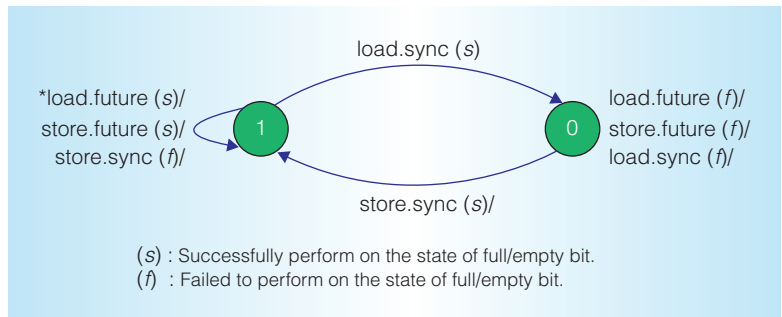 load.sync (s)
*load.future (s)/
store.future (s)/
store.sync (f)/
1
0
load.future (f)/
store.future (f)/
load.sync (f)/
store.sync (s)/
(s) : Successfully perform on the state of full/empty bit.
(f) : Failed to perform on the state of full/empty bit.